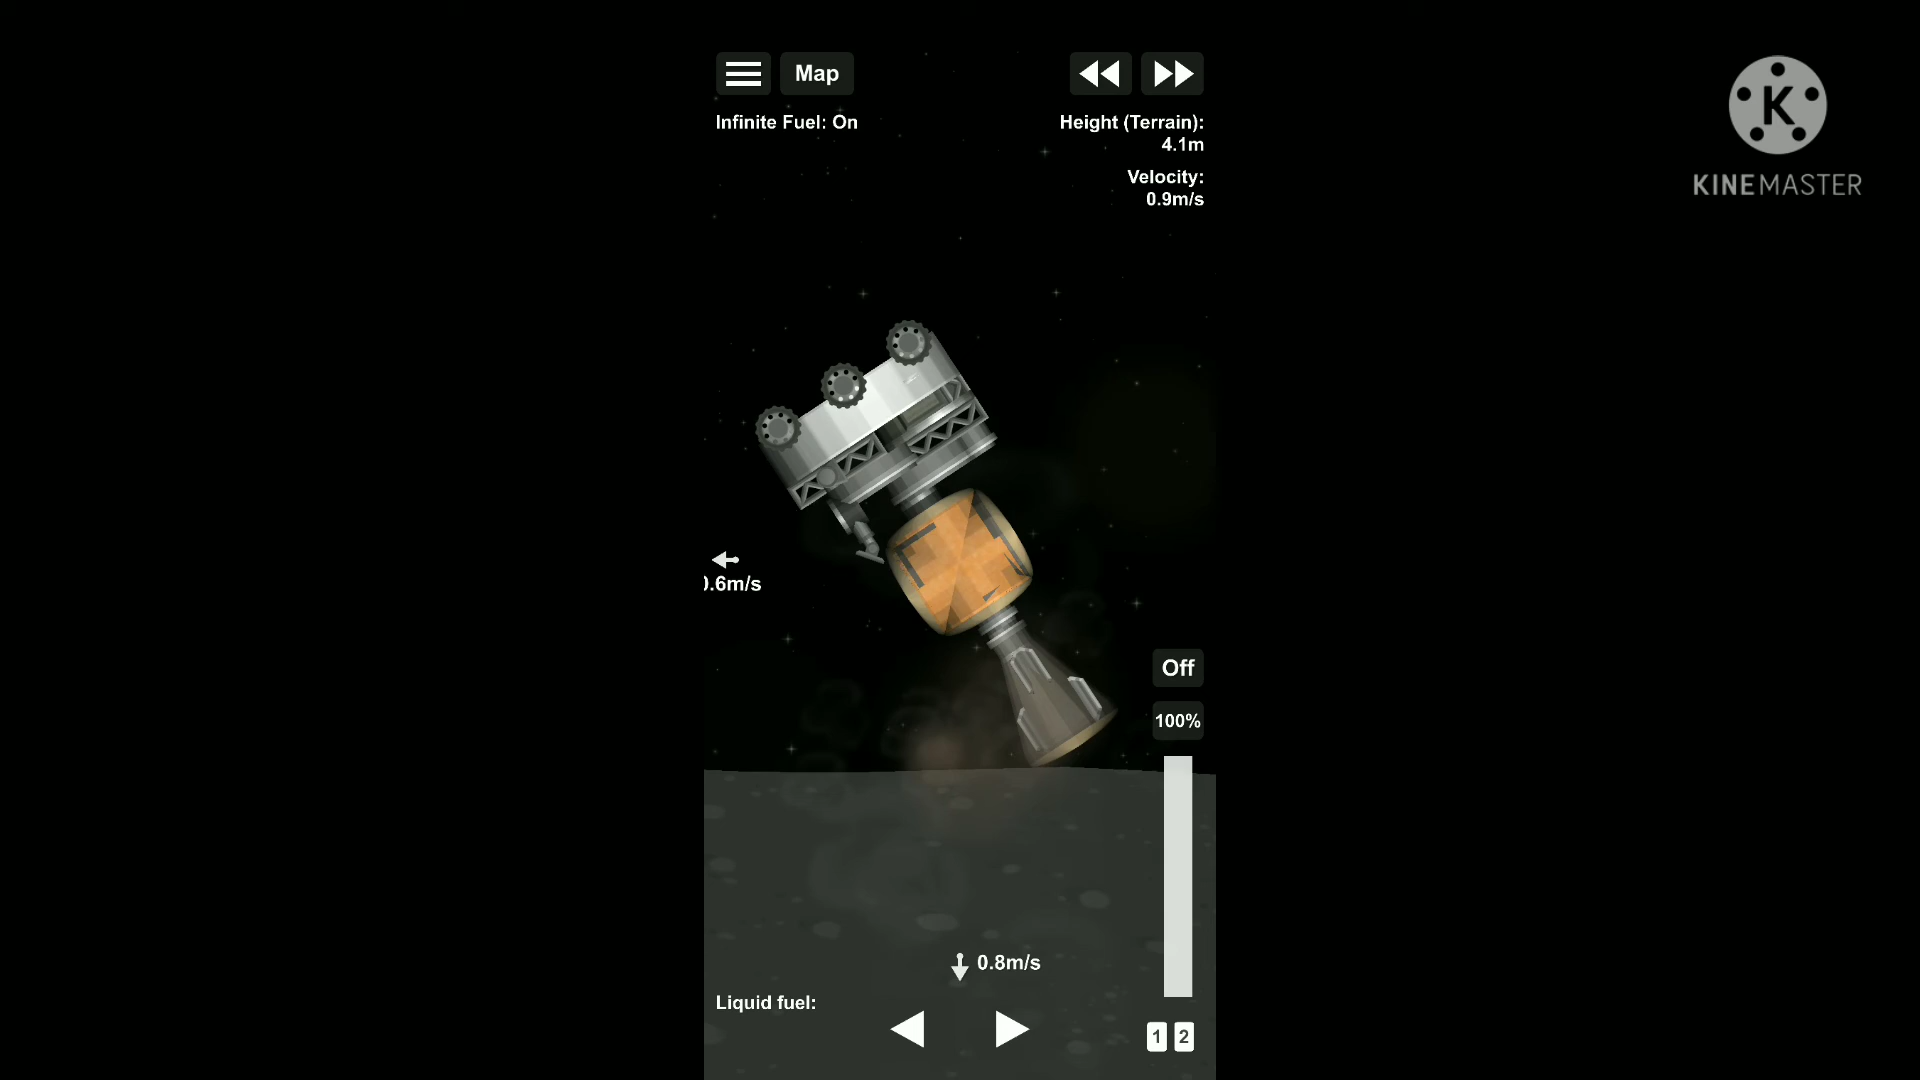 Map
Infinite Fuel: On
Height (Terrain):
4.1m
Velocity:
0.9m/s
K
KINEMASTER
0.6m/s
Off
100%
0.8m/s
Liquid fuel:
1 2